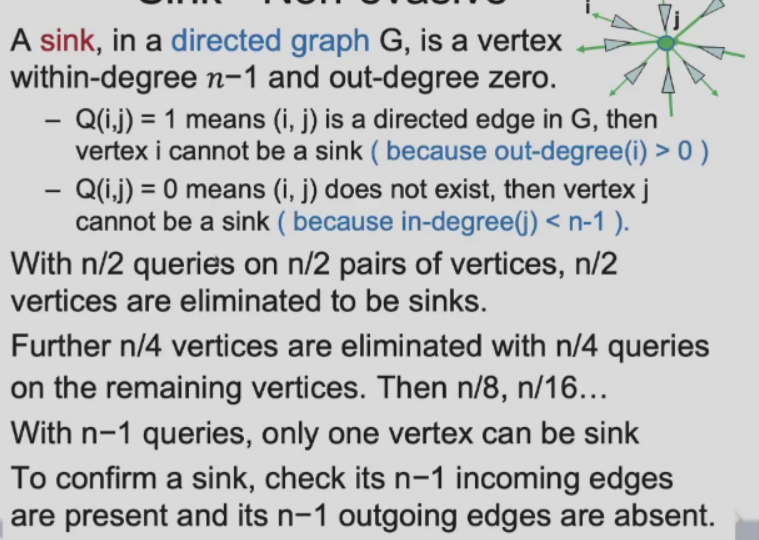 i
j
A sink, in a directed graph G, is a vertex
within-degree n−1 and out-degree zero.
– Q(i,j) = 1 means (i, j) is a directed edge in G, then
vertex i cannot be a sink ( because out-degree(i) > 0 )
– Q(i,j) = 0 means (i, j) does not exist, then vertex j
cannot be a sink ( because in-degree(j) < n-1 ).
With n/2 queries on n/2 pairs of vertices, n/2
vertices are eliminated to be sinks.
Further n/4 vertices are eliminated with n/4 queries
on the remaining vertices. Then n/8, n/16...
With n−1 queries, only one vertex can be sink
To confirm a sink, check its n−1 incoming edges
are present and its n−1 outgoing edges are absent.